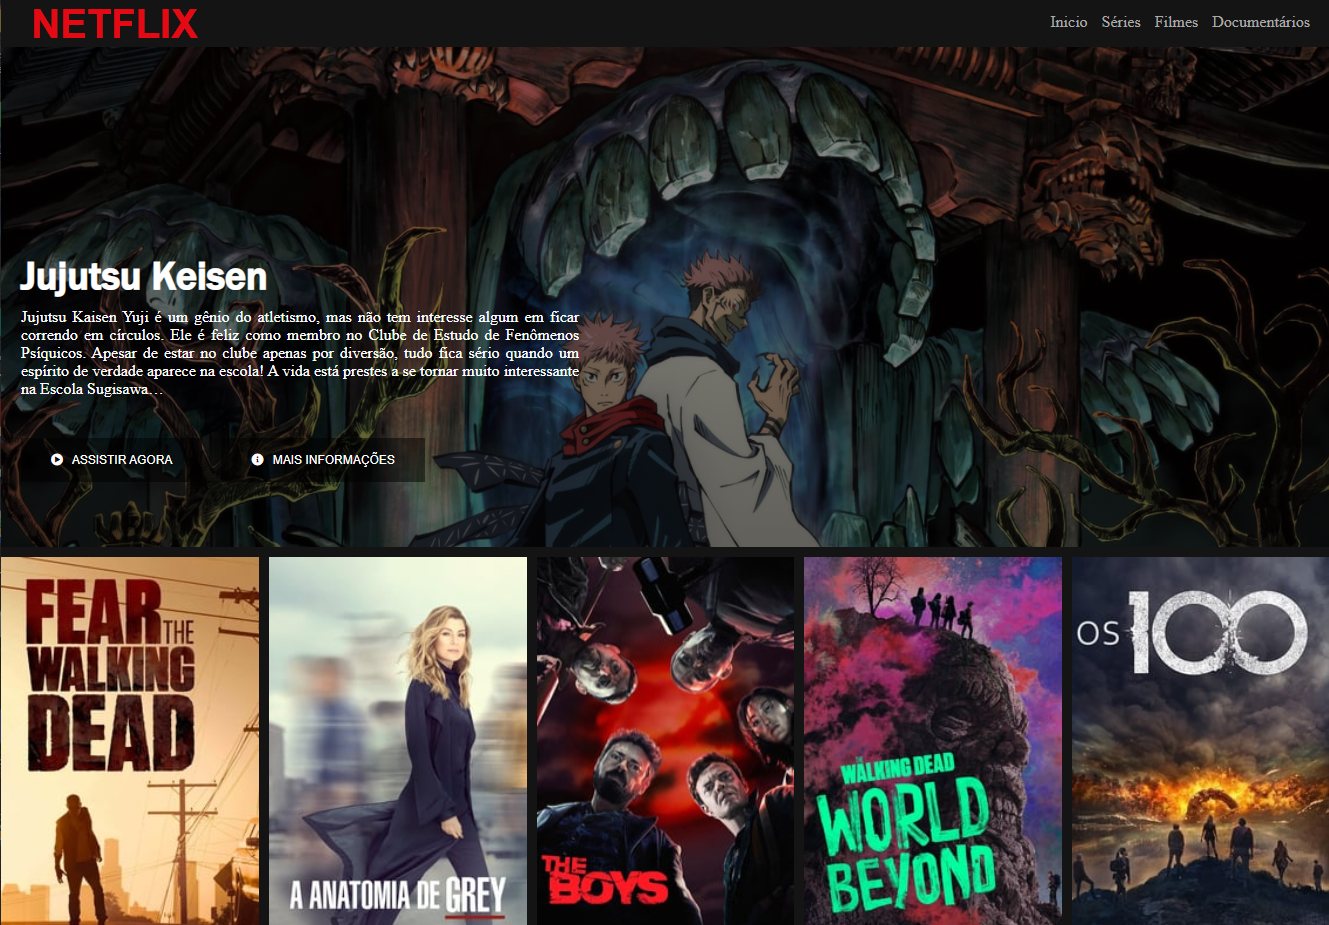 NETFLIX
Inicio Séries Filmes Documentários
Jujutsu Keisen
Jujutsu Kaisen Yuji é um gênio do atletismo, mas não tem interesse algum em ficar
correndo em círculos. Ele é feliz como membro no Clube de Estudo de Fenômenos
Psíquicos. Apesar de estar no clube apenas por diversão, tudo fica sério quando um
espírito de verdade aparece na escola! A vida está prestes a se tornar muito interessante
na Escola Sugisawa…
ASSISTIR AGORA
MAIS INFORMAÇÕES
FEAR THE
WALKING
DEAD
A ANATOMIA DE GREY
THE
BOYS
THE
WALKING DEAD
WORLD
BEYOND
OS 100